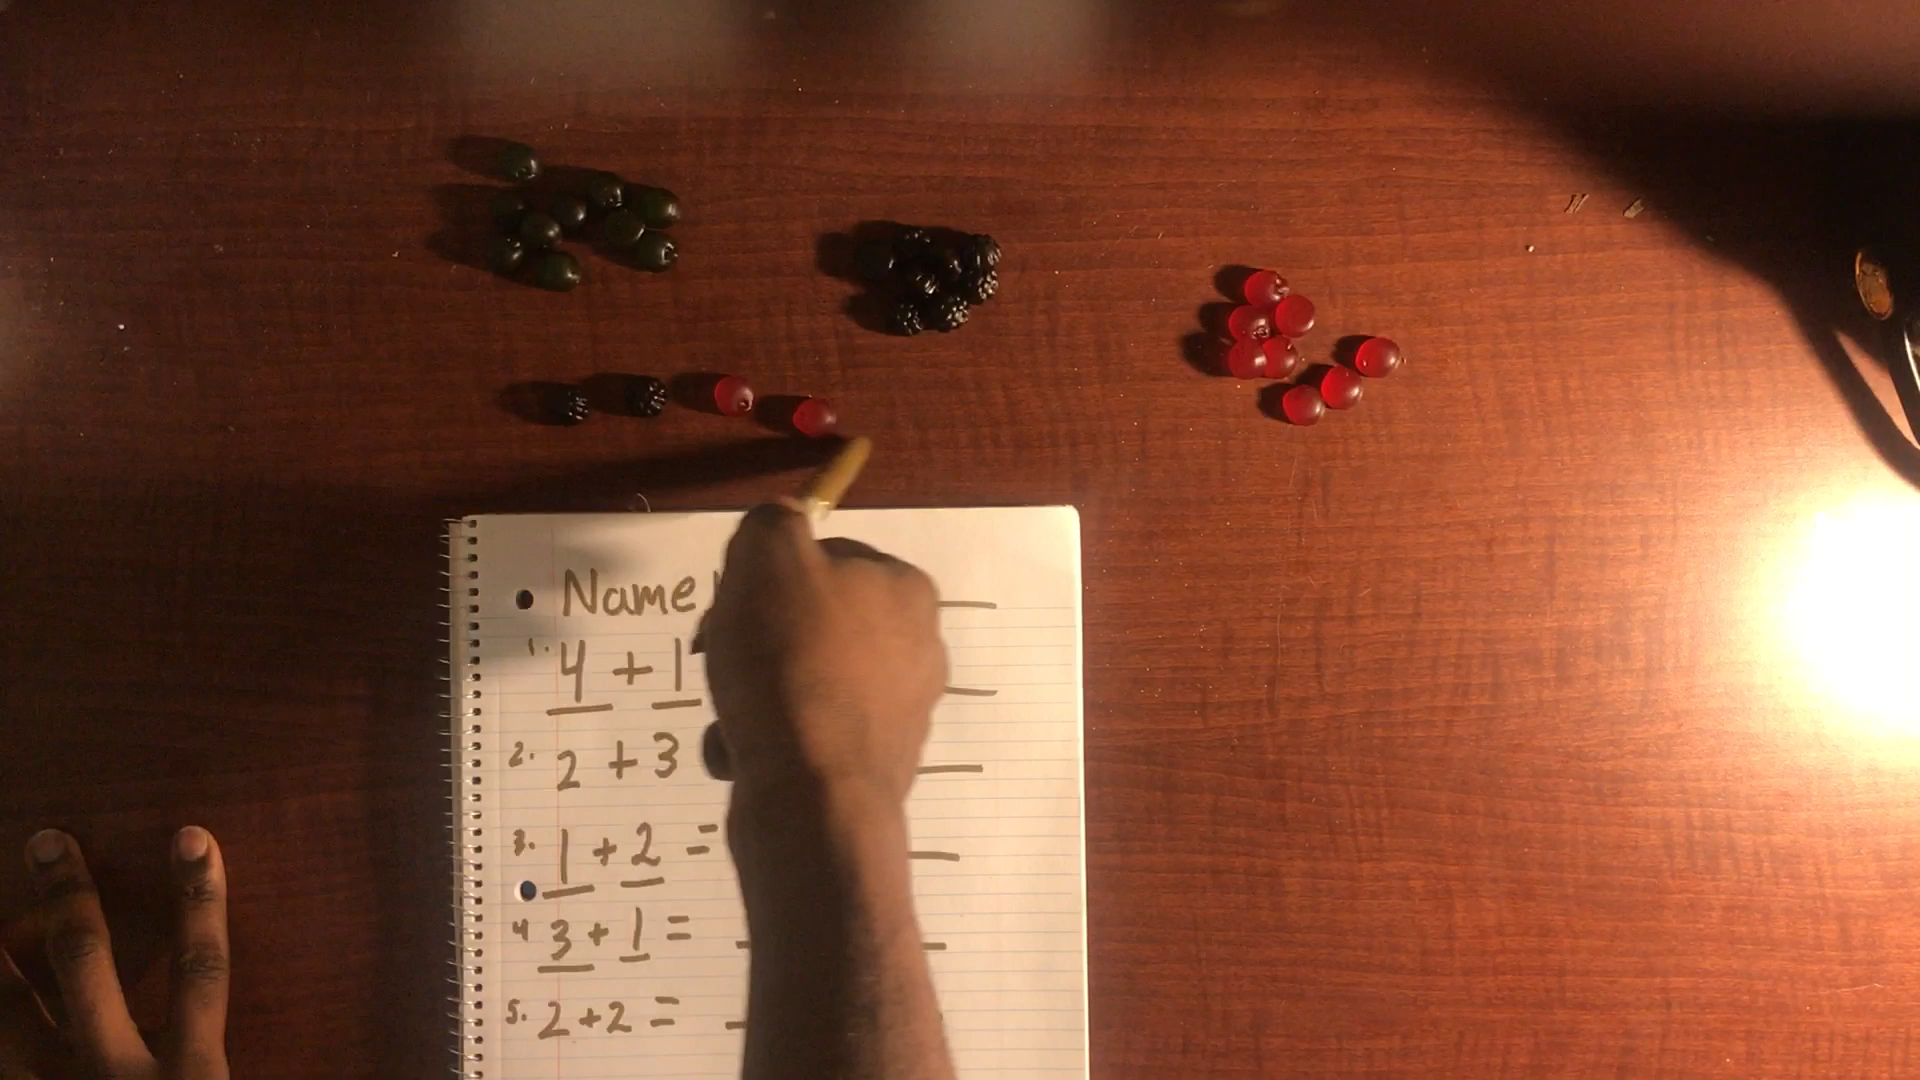 Name
1. 4 + 1
2. 2 + 3
3. 1 + 2 =
4 3 + 1 =
5. 2 + 2 =